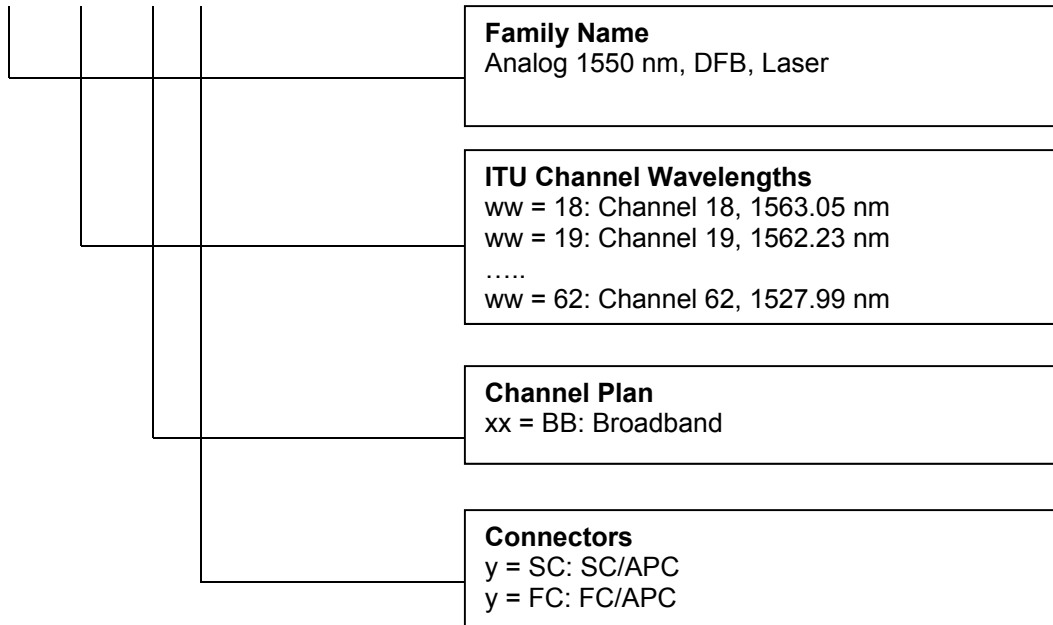 Family Name
Analog 1550 nm, DFB, Laser
ITU Channel Wavelengths
ww = 18: Channel 18, 1563.05 nm
ww = 19: Channel 19, 1562.23 nm
…..
ww = 62: Channel 62, 1527.99 nm
Channel Plan
xx = BB: Broadband
Connectors
y = SC: SC/APC
y = FC: FC/APC